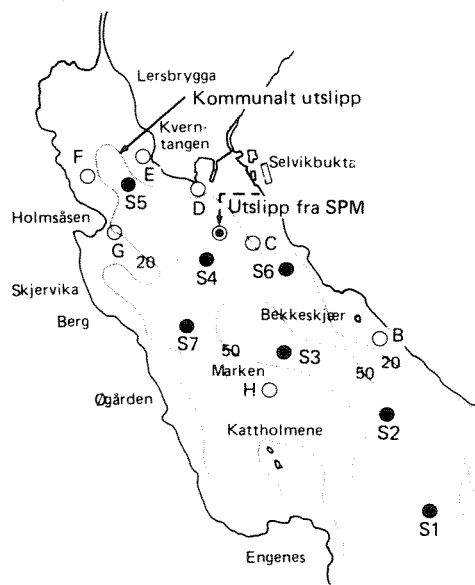 Lersbrygga
Kommunalt utslipp
Kvern-
tangen
Selvikbukta
F
E
S5
D
Holmsåsen
Utslipp fra SPM
G
C
20
S4
S6
Skjervika
Berg
Bekkeskjær
B
S7
50
S3
20
Marken
50
H
Øgården
S2
Kattholmene
S1
Engenes